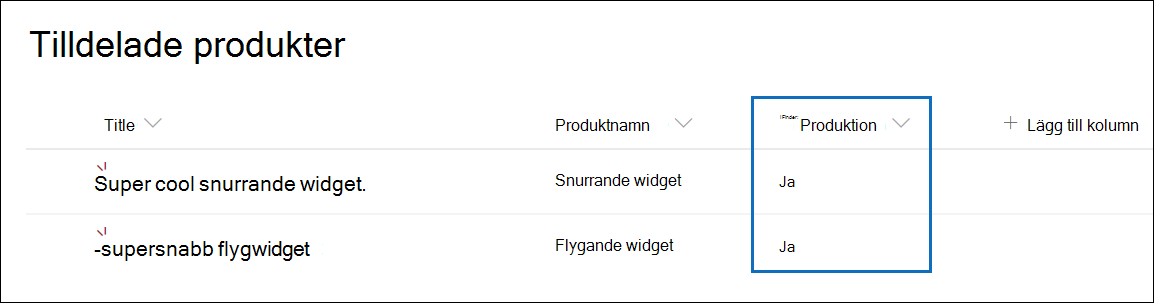 Tilldelade produkter
Title Produktnamn Produktion + Lägg till kolumn
Super cool snurrande widget. Snurrande widget Ja
-supersnabb flygwidget Flygande widget Ja